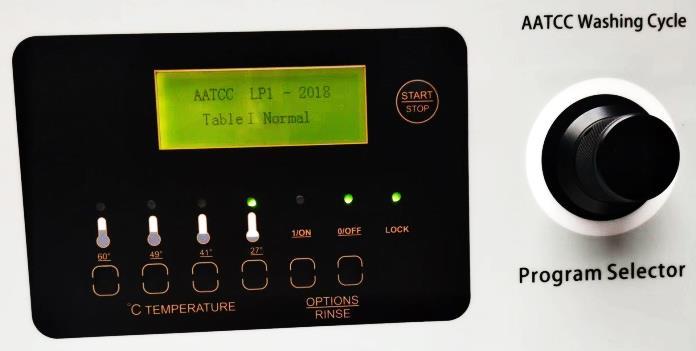 AATCC Washing Cycle
AATCC LP1 - 2018
Table I Normal
START
STOP
60° 49° 41° 27° 1/ON 0/OFF LOCK
°C TEMPERATURE
OPTIONS
RINSE
Program Selector